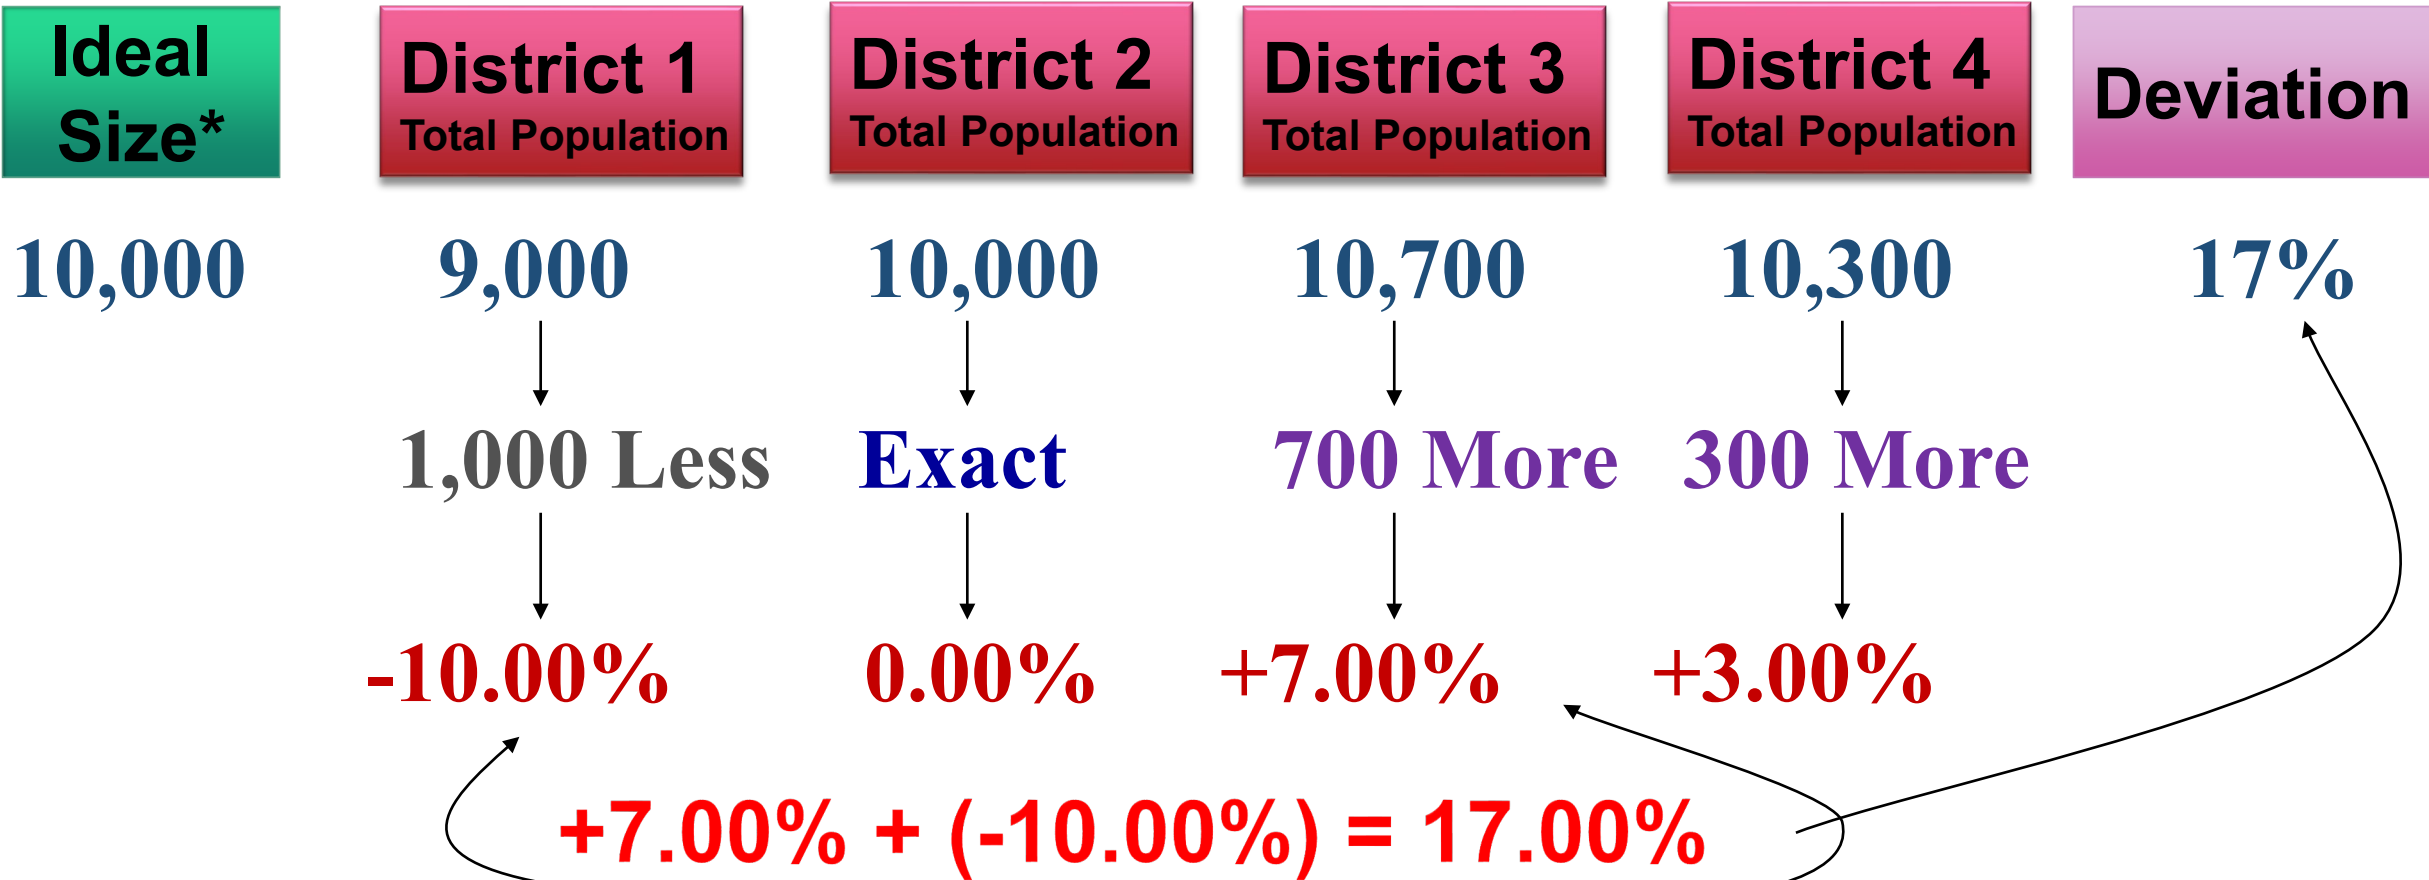 Ideal
Size*
District 1
Total Population
District 2
Total Population
District 3
Total Population
District 4
Total Population
Deviation
10,000
9,000
10,000
10,700
10,300
17%
1,000 Less
Exact
700 More
300 More
-10.00%
0.00%
+7.00%
+3.00%
+7.00% + (-10.00%) = 17.00%